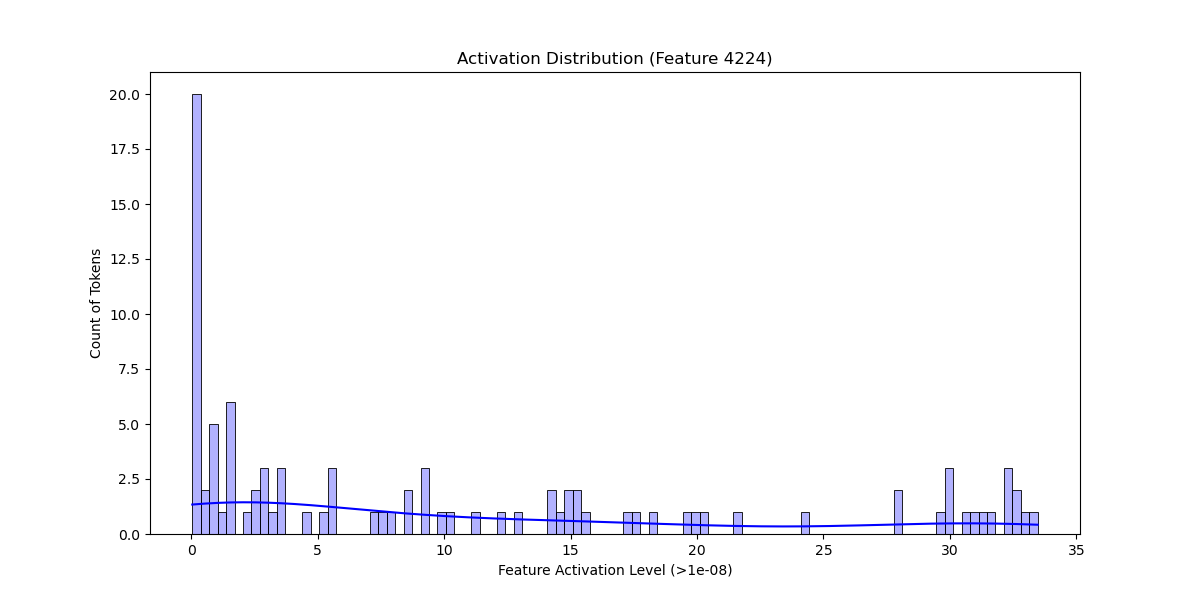 Activation Distribution (Feature 4224)
20.0
17.5
15.0
12.5
10.0
7.5
5.0
2.5
0.0
Count of Tokens
0 5 10 15 20 25 30 35
Feature Activation Level (>1e-08)